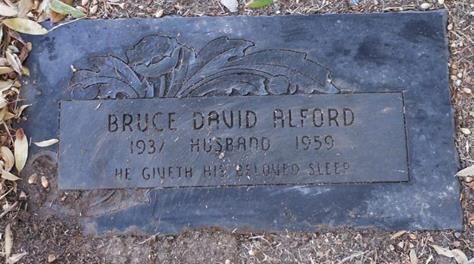 BRUCE DAVID ALFORD
1937 HUSBAND 1959
HE GIVETH HIS BELOVED SLEEP